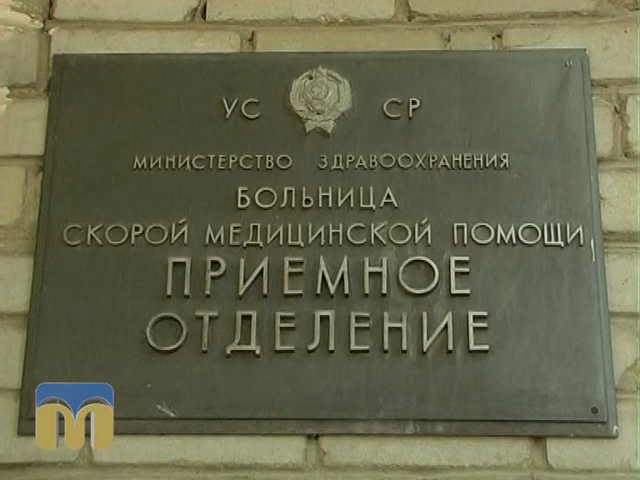 УС СР
МИНИСТЕРСТВО ЗДРАВООХРАНЕНИЯ
БОЛЬНИЦА
СКОРОЙ МЕДИЦИНСКОЙ ПОМОЩИ
ПРИЕМНОЕ
ОТДЕЛЕНИЕ
М